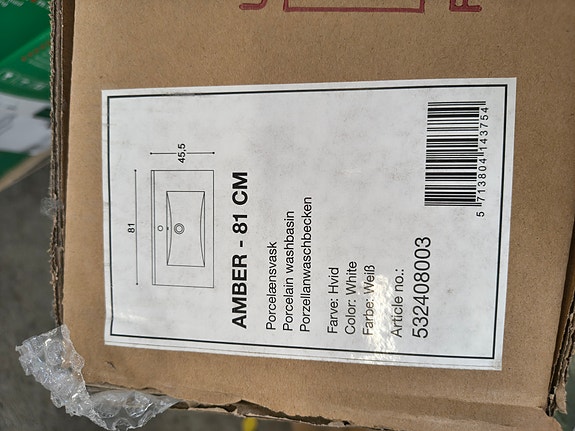 81
45,5
AMBER - 81 CM
Porcelænsvask
Porcelain washbasin
Porzellanwaschbecken
Farve: Hvid
Color: White
Farbe: Weiß
Article no.:
532408003
5 713804 143754